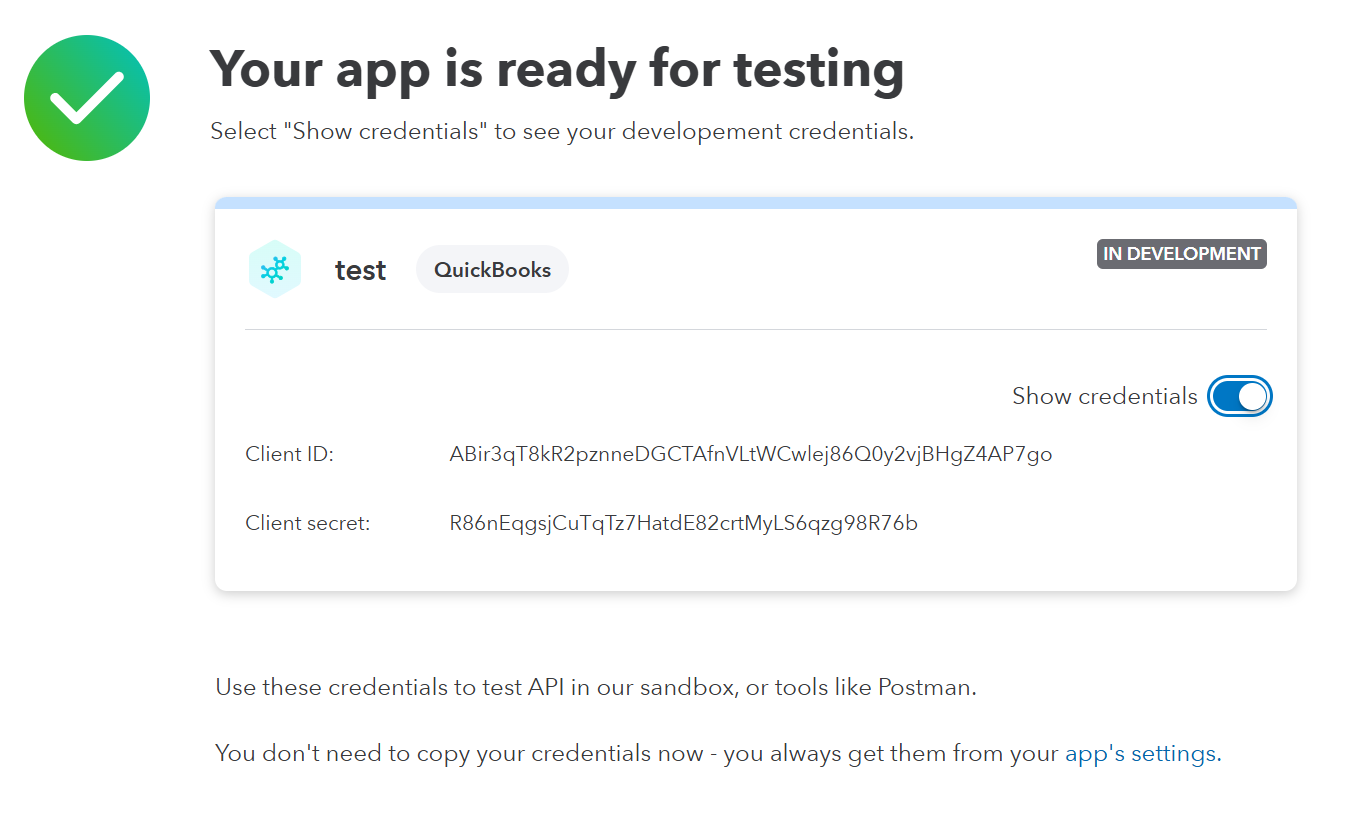 Your app is ready for testing
Select "Show credentials" to see your developement credentials.
test
QuickBooks
IN DEVELOPMENT
Show credentials
Client ID: ABir3qT8kR2pznneDGCTAfnVLtWCwlej86Q0y2vjBHgZ4AP7go
Client secret: R86nEqgsjCuTqTz7HatdE82crtMyLS6qzg98R76b
Use these credentials to test API in our sandbox, or tools like Postman.
You don't need to copy your credentials now - you always get them from your app's settings.